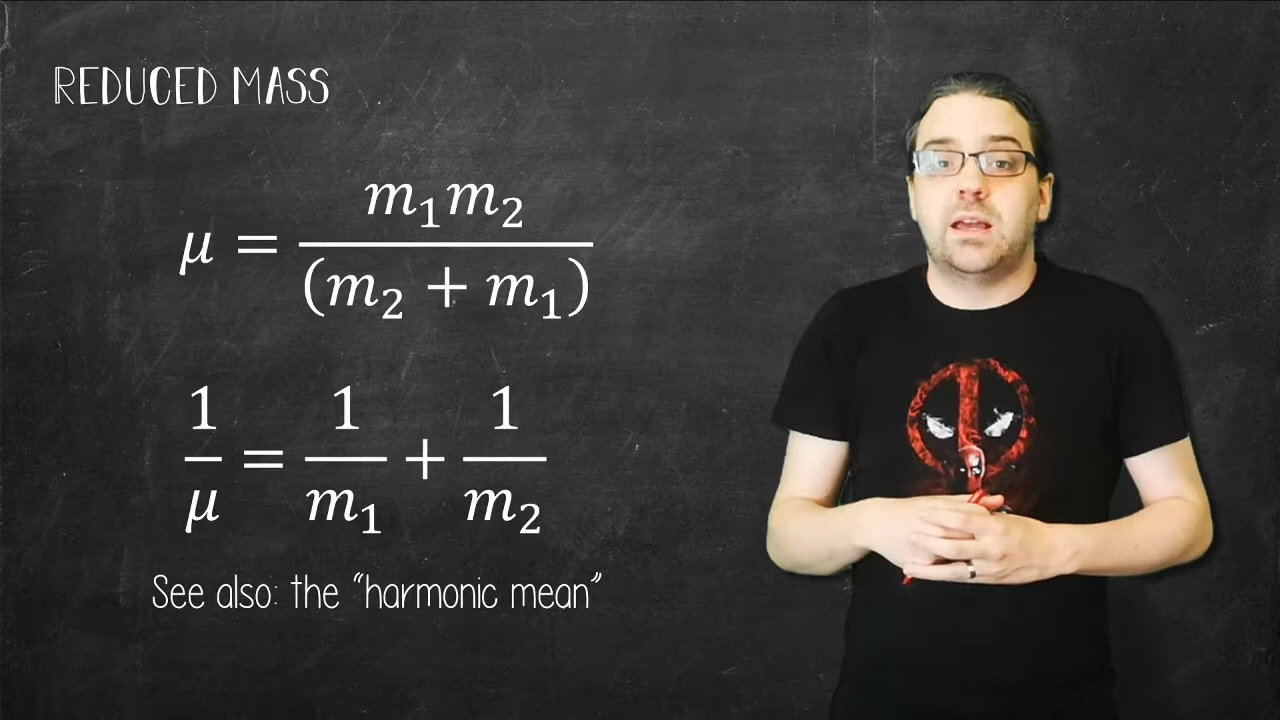 REDUCED MASS
μ = m₁m₂ / (m₂ + m₁)
1/μ = 1/m₁ + 1/m₂
See also: the “harmonic mean”